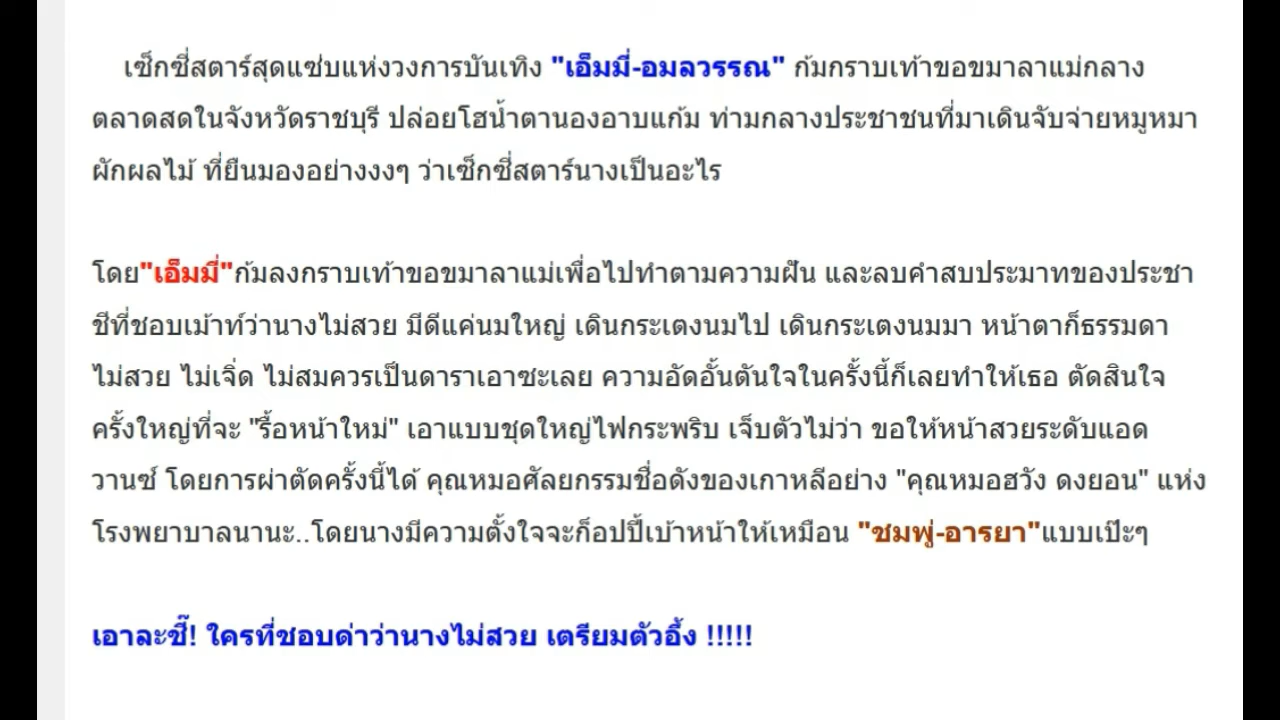 เซ็กซี่สตาร์สุดแซ่บแห่งวงการบันเทิง "เอ็มมี่-อมลวรรณ" ก้มกราบเท้าขอขมาลาแม่กลาง
ตลาดสดในจังหวัดราชบุรี ปล่อยโฮน้ำตานองอาบแก้ม ท่ามกลางประชาชนที่มาเดินจับจ่ายหมูหมา
ผักผลไม้ ที่ยืนมองอย่างงงๆ ว่าเซ็กซี่สตาร์นางเป็นอะไร
โดย"เอ็มมี่"ก้มลงกราบเท้าขอขมาลาแม่เพื่อไปทำตามความฝัน และลบคำสบประมาทของประชา
ชีที่ชอบเม้าท์ว่านางไม่สวย มีดีแค่นมใหญ่ เดินกระเตงนมไป เดินกระเตงนมมา หน้าตาก็ธรรมดา
ไม่สวย ไม่เจิ่ด ไม่สมควรเป็นดาราเอาซะเลย ความอัดอั้นตันใจในครั้งนี้ก็เลยทำให้เธอ ตัดสินใจ
ครั้งใหญ่ที่จะ "รื้อหน้าใหม่" เอาแบบชุดใหญ่ไฟกระพริบ เจ็บตัวไม่ว่า ขอให้หน้าสวยระดับแอด
วานซ์ โดยการผ่าตัดครั้งนี้ได้ คุณหมอศัลยกรรมชื่อดังของเกาหลีอย่าง "คุณหมอฮวัง ดงยอน" แห่ง
โรงพยาบาลนานะ..โดยนางมีความตั้งใจจะก็อปปี้เบ้าหน้าให้เหมือน "ชมพู่-อารยา"แบบเป๊ะๆ
เอาละชี๊! ใครที่ชอบด่าว่านางไม่สวย เตรียมตัวอึ้ง !!!!!